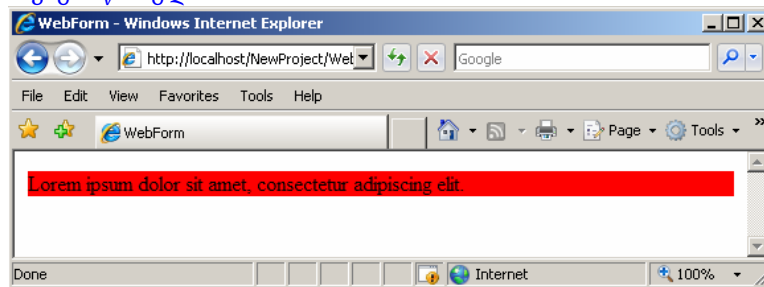 WebForm - Windows Internet Explorer
http://localhost/NewProject/Wel
Google
File Edit View Favorites Tools Help
WebForm
Page Tools »
Lorem ipsum dolor sit amet, consectetur adipiscing elit.
Done Internet 100%